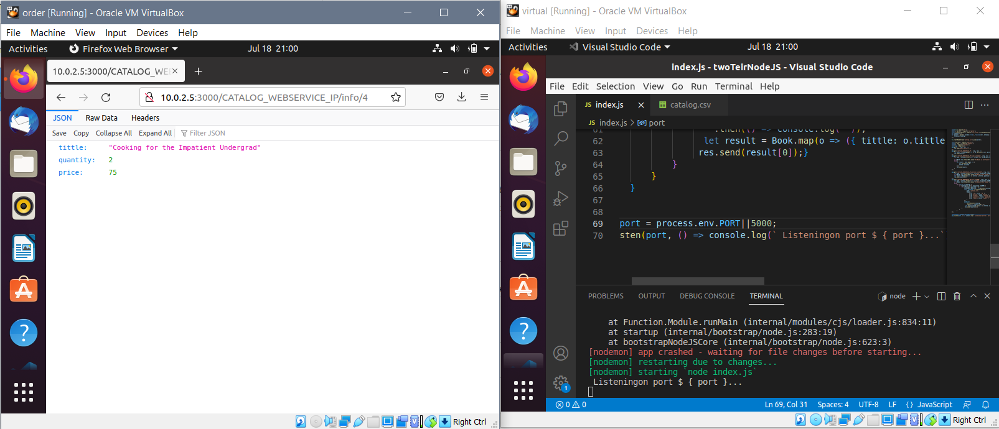 order [Running] - Oracle VM VirtualBox
File Machine View Input Devices Help
Activities Firefox Web Browser Jul 18 21:00
10.0.2.5:3000/CATALOG_WE
10.0.2.5:3000/CATALOG_WEBSERVICE_IP/info/4
JSON Raw Data Headers
Save Copy Collapse All Expand All Filter JSON
tittle: "Cooking for the Impatient Undergrad"
quantity: 2
price: 75
?
Right Ctrl
virtual [Running] - Oracle VM VirtualBox
File Machine View Input Devices Help
Activities Visual Studio Code Jul 18 21:00
index.js - twoTeirNodeJS - Visual Studio Code
File Edit Selection View Go Run Terminal Help
JS index.js catalog.csv
JS index.js > port
61 .then(() => console.log(" "));
62 let result = Book.map(o => ({ tittle: o.tittle
63 res.send(result[0]);}
64 }
65 }
66 }
67
68
69 port = process.env.PORT||5000;
70 sten(port, () => console.log(` Listeningon port $ { port }...`
PROBLEMS OUTPUT DEBUG CONSOLE TERMINAL node
at Function.Module.runMain (internal/modules/cjs/loader.js:834:11)
at startup (internal/bootstrap/node.js:283:19)
at bootstrapNodeJSCore (internal/bootstrap/node.js:623:3)
[nodemon] app crashed - waiting for file changes before starting...
[nodemon] restarting due to changes...
[nodemon] starting `node index.js`
Listeningon port $ { port }...
?
1
0 0 Ln 69, Col 31 Spaces: 4 UTF-8 LF {} JavaScript
Right Ctrl